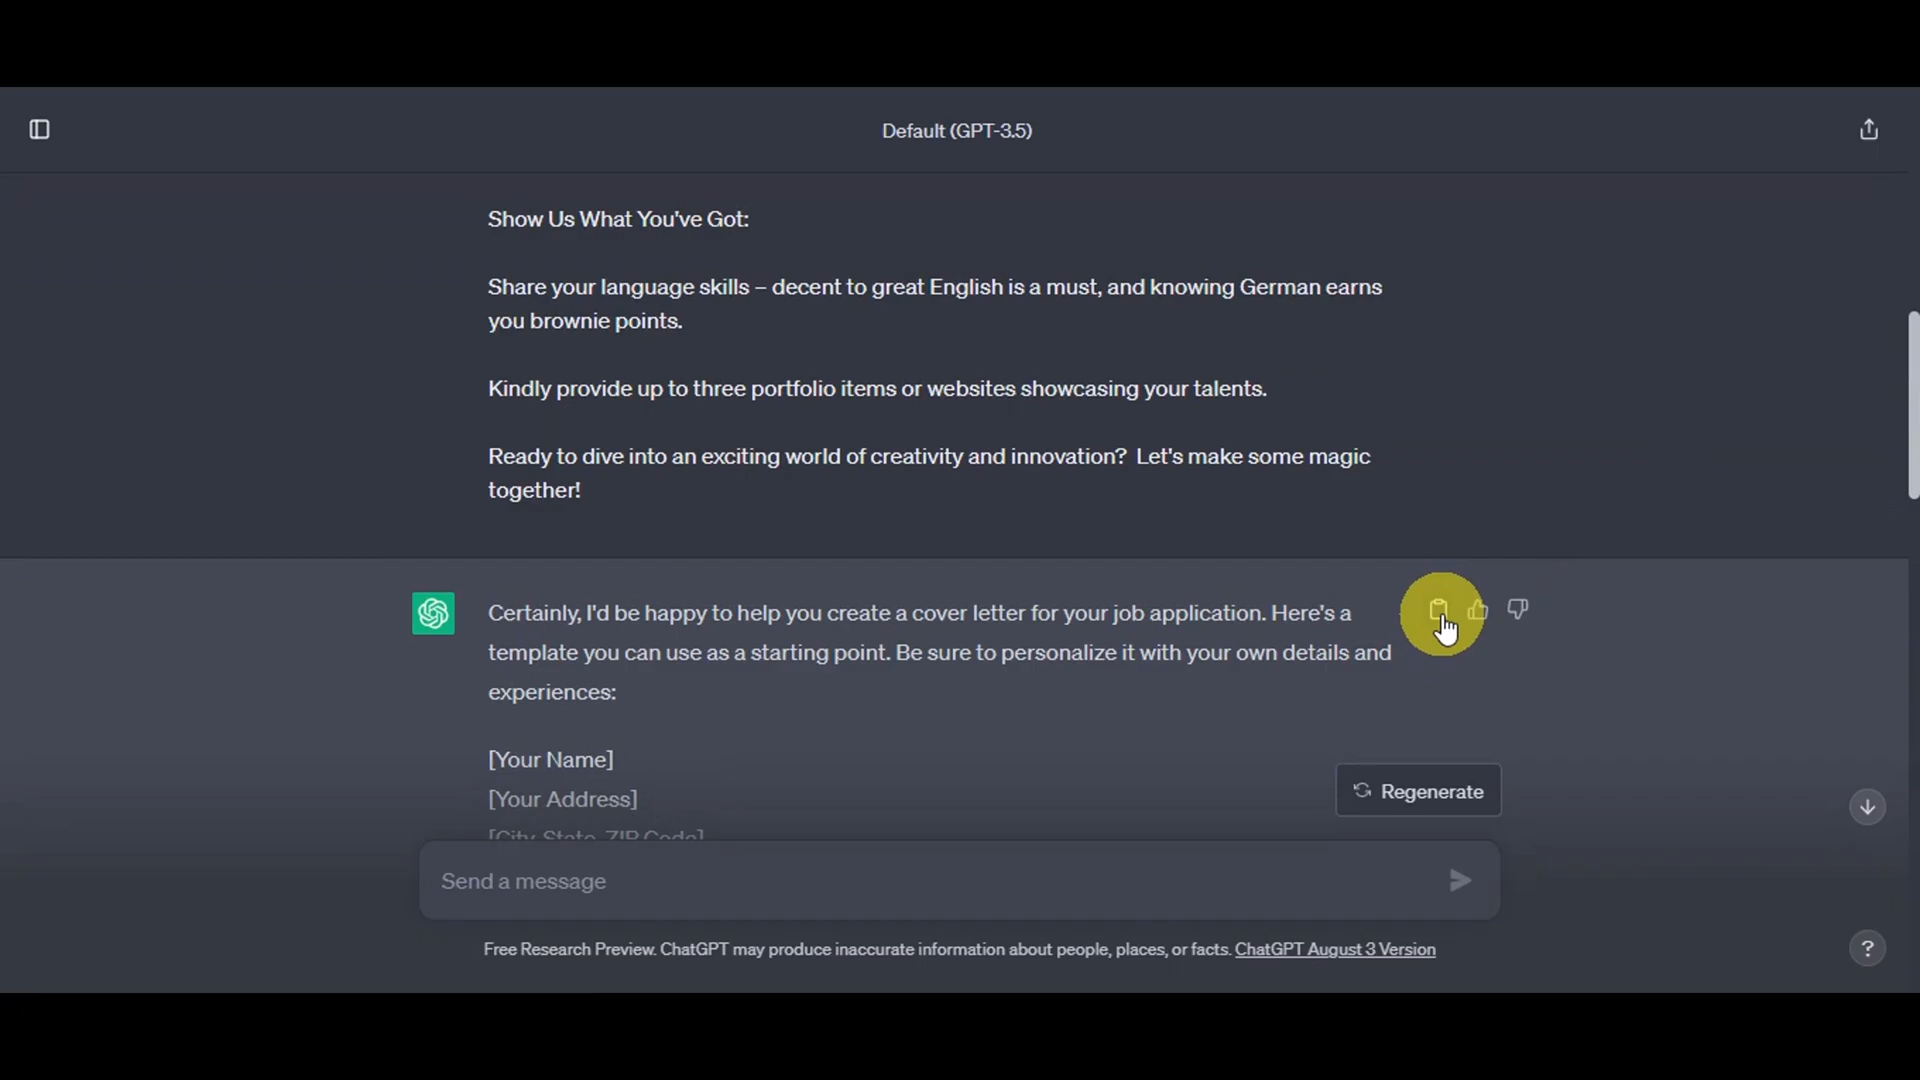 Default (GPT-3.5)
Show Us What You've Got:
Share your language skills – decent to great English is a must, and knowing German earns
you brownie points.
Kindly provide up to three portfolio items or websites showcasing your talents.
Ready to dive into an exciting world of creativity and innovation? Let's make some magic
together!
Certainly, I'd be happy to help you create a cover letter for your job application. Here's a
template you can use as a starting point. Be sure to personalize it with your own details and
experiences:
[Your Name]
[Your Address]
[City, State, ZIP Code]
Regenerate
Send a message
Free Research Preview. ChatGPT may produce inaccurate information about people, places, or facts. ChatGPT August 3 Version
?